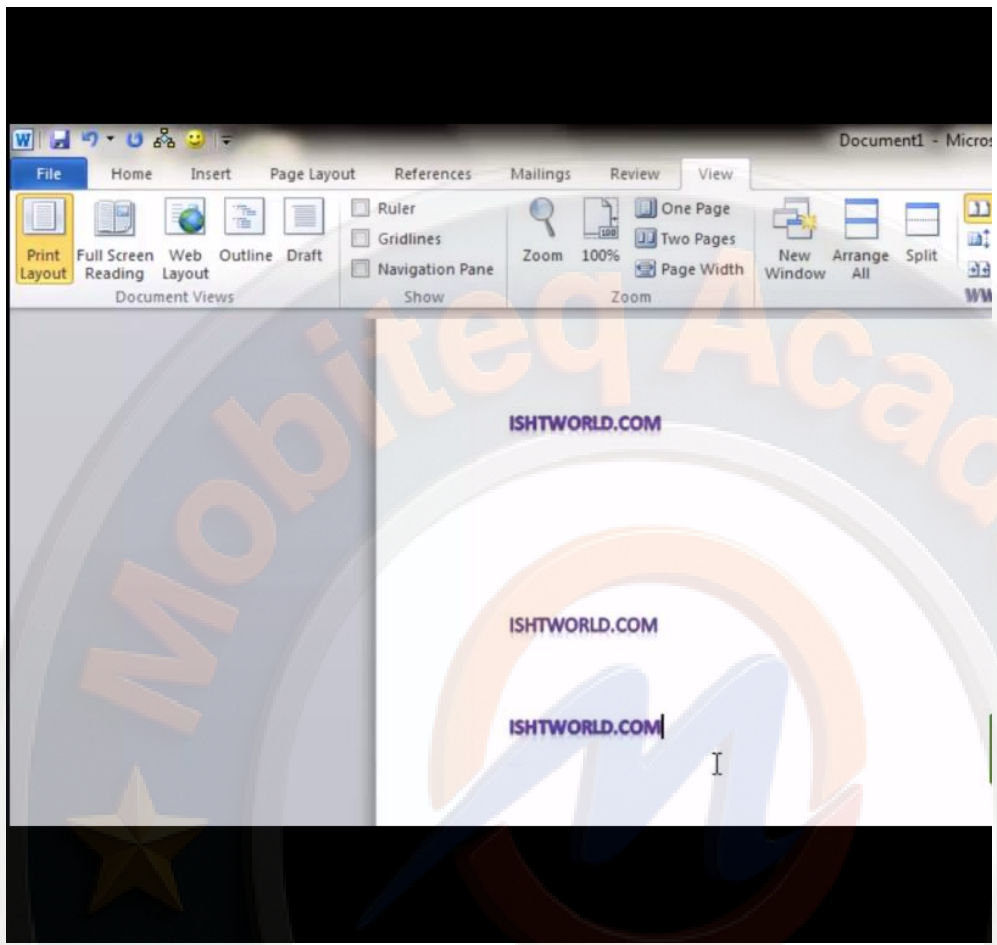 W
Document1 - Micros
File Home Insert Page Layout References Mailings Review View
Print Layout
Full Screen Reading
Web Layout
Outline
Draft
Document Views
Ruler
Gridlines
Navigation Pane
Show
Zoom
100
100%
One Page
Two Pages
Page Width
Zoom
New Window
Arrange All
Split
ISHTWORLD.COM
ISHTWORLD.COM
ISHTWORLD.COM
Mobiteq Acad